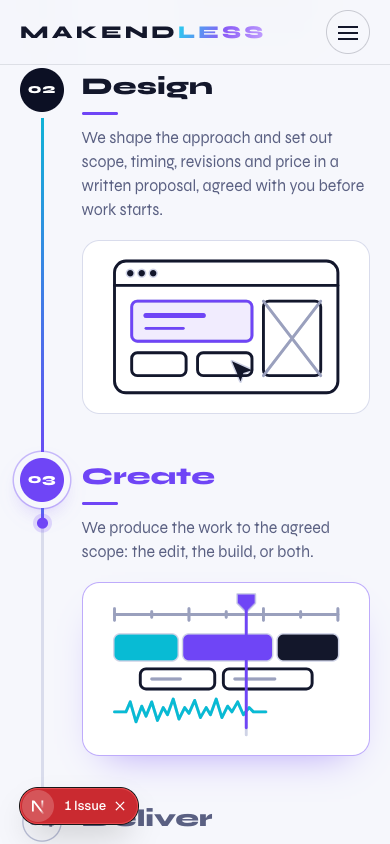 MAKENDLESS
02
Design
We shape the approach and set out
scope, timing, revisions and price in a
written proposal, agreed with you before
work starts.
03
Create
We produce the work to the agreed
scope: the edit, the build, or both.
N
1 Issue
Deliver